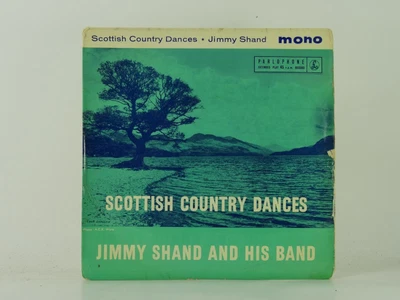 Scottish Country Dances • Jimmy Shand mono
PARLOPHONE
SCOTTISH COUNTRY DANCES
JIMMY SHAND AND HIS BAND